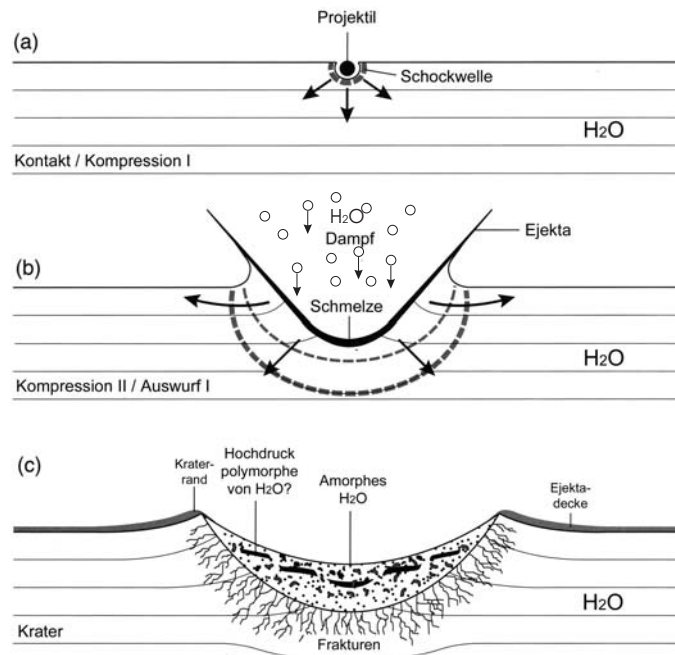 Projektil
(a)
Schockwelle
H2O
Kontakt / Kompression I
H2O
Dampf
Ejekta
(b)
Schmelze
H2O
Kompression II / Auswurf I
(c)
Krater-
rand
Hochdruck
polymorphe
von H2O?
Amorphes
H2O
Ejekta-
decke
H2O
Krater
Frakturen